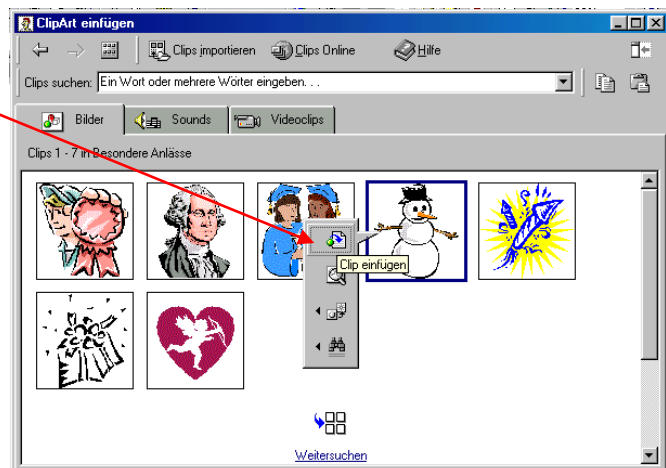 ClipArt einfügen
Clips importieren Clips Online Hilfe
Clips suchen: Ein Wort oder mehrere Wörter eingeben. . .
Bilder Sounds Videoclips
Clips 1 - 7 in Besondere Anlässe
Clip einfügen
Weitersuchen